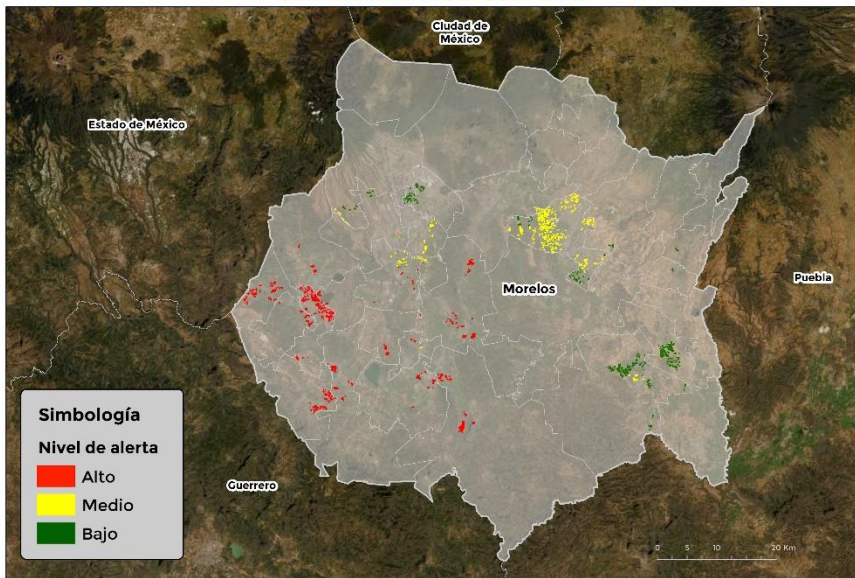 Ciudad de
México
Estado de México
Puebla
Morelos
Simbología
Nivel de alerta
Alto
Medio
Bajo
Guerrero
0 5 10 20 Km